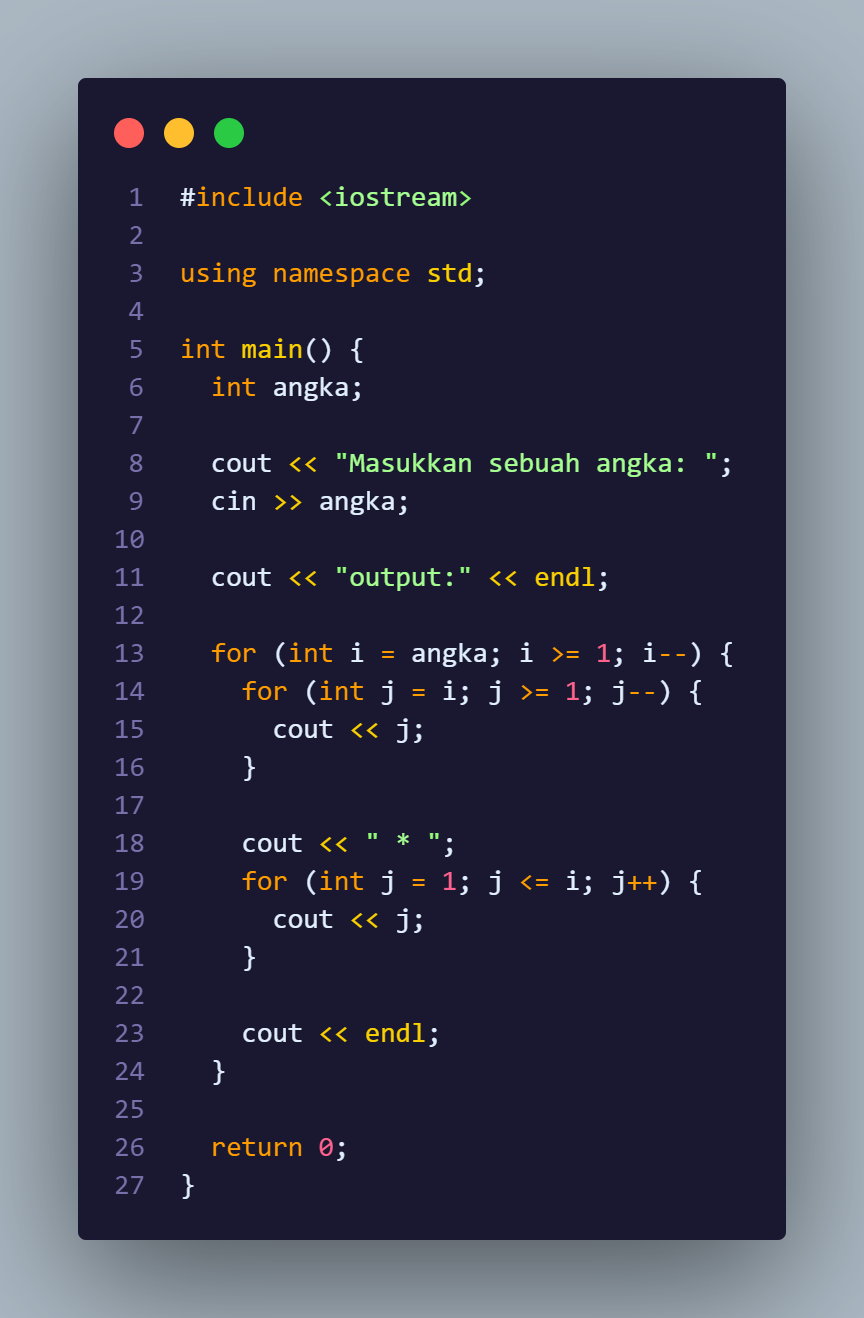 1 #include <iostream>
2
3 using namespace std;
4
5 int main() {
6   int angka;
7
8   cout << "Masukkan sebuah angka: ";
9   cin >> angka;
10
11   cout << "output:" << endl;
12
13   for (int i = angka; i >= 1; i--) {
14     for (int j = i; j >= 1; j--) {
15       cout << j;
16     }
17
18     cout << " * ";
19     for (int j = 1; j <= i; j++) {
20       cout << j;
21     }
22
23     cout << endl;
24   }
25
26   return 0;
27 }